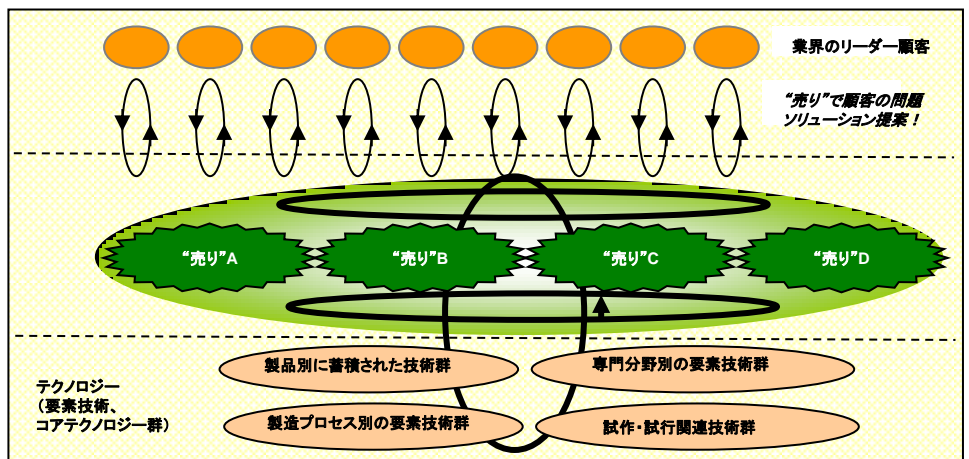 業界のリーダー顧客
“売り”で顧客の問題
ソリューション提案！
“売り”A
“売り”B
“売り”C
“売り”D
製品別に蓄積された技術群
専門分野別の要素技術群
テクノロジー
（要素技術、
コアテクノロジー群）
製造プロセス別の要素技術群
試作・試行関連技術群